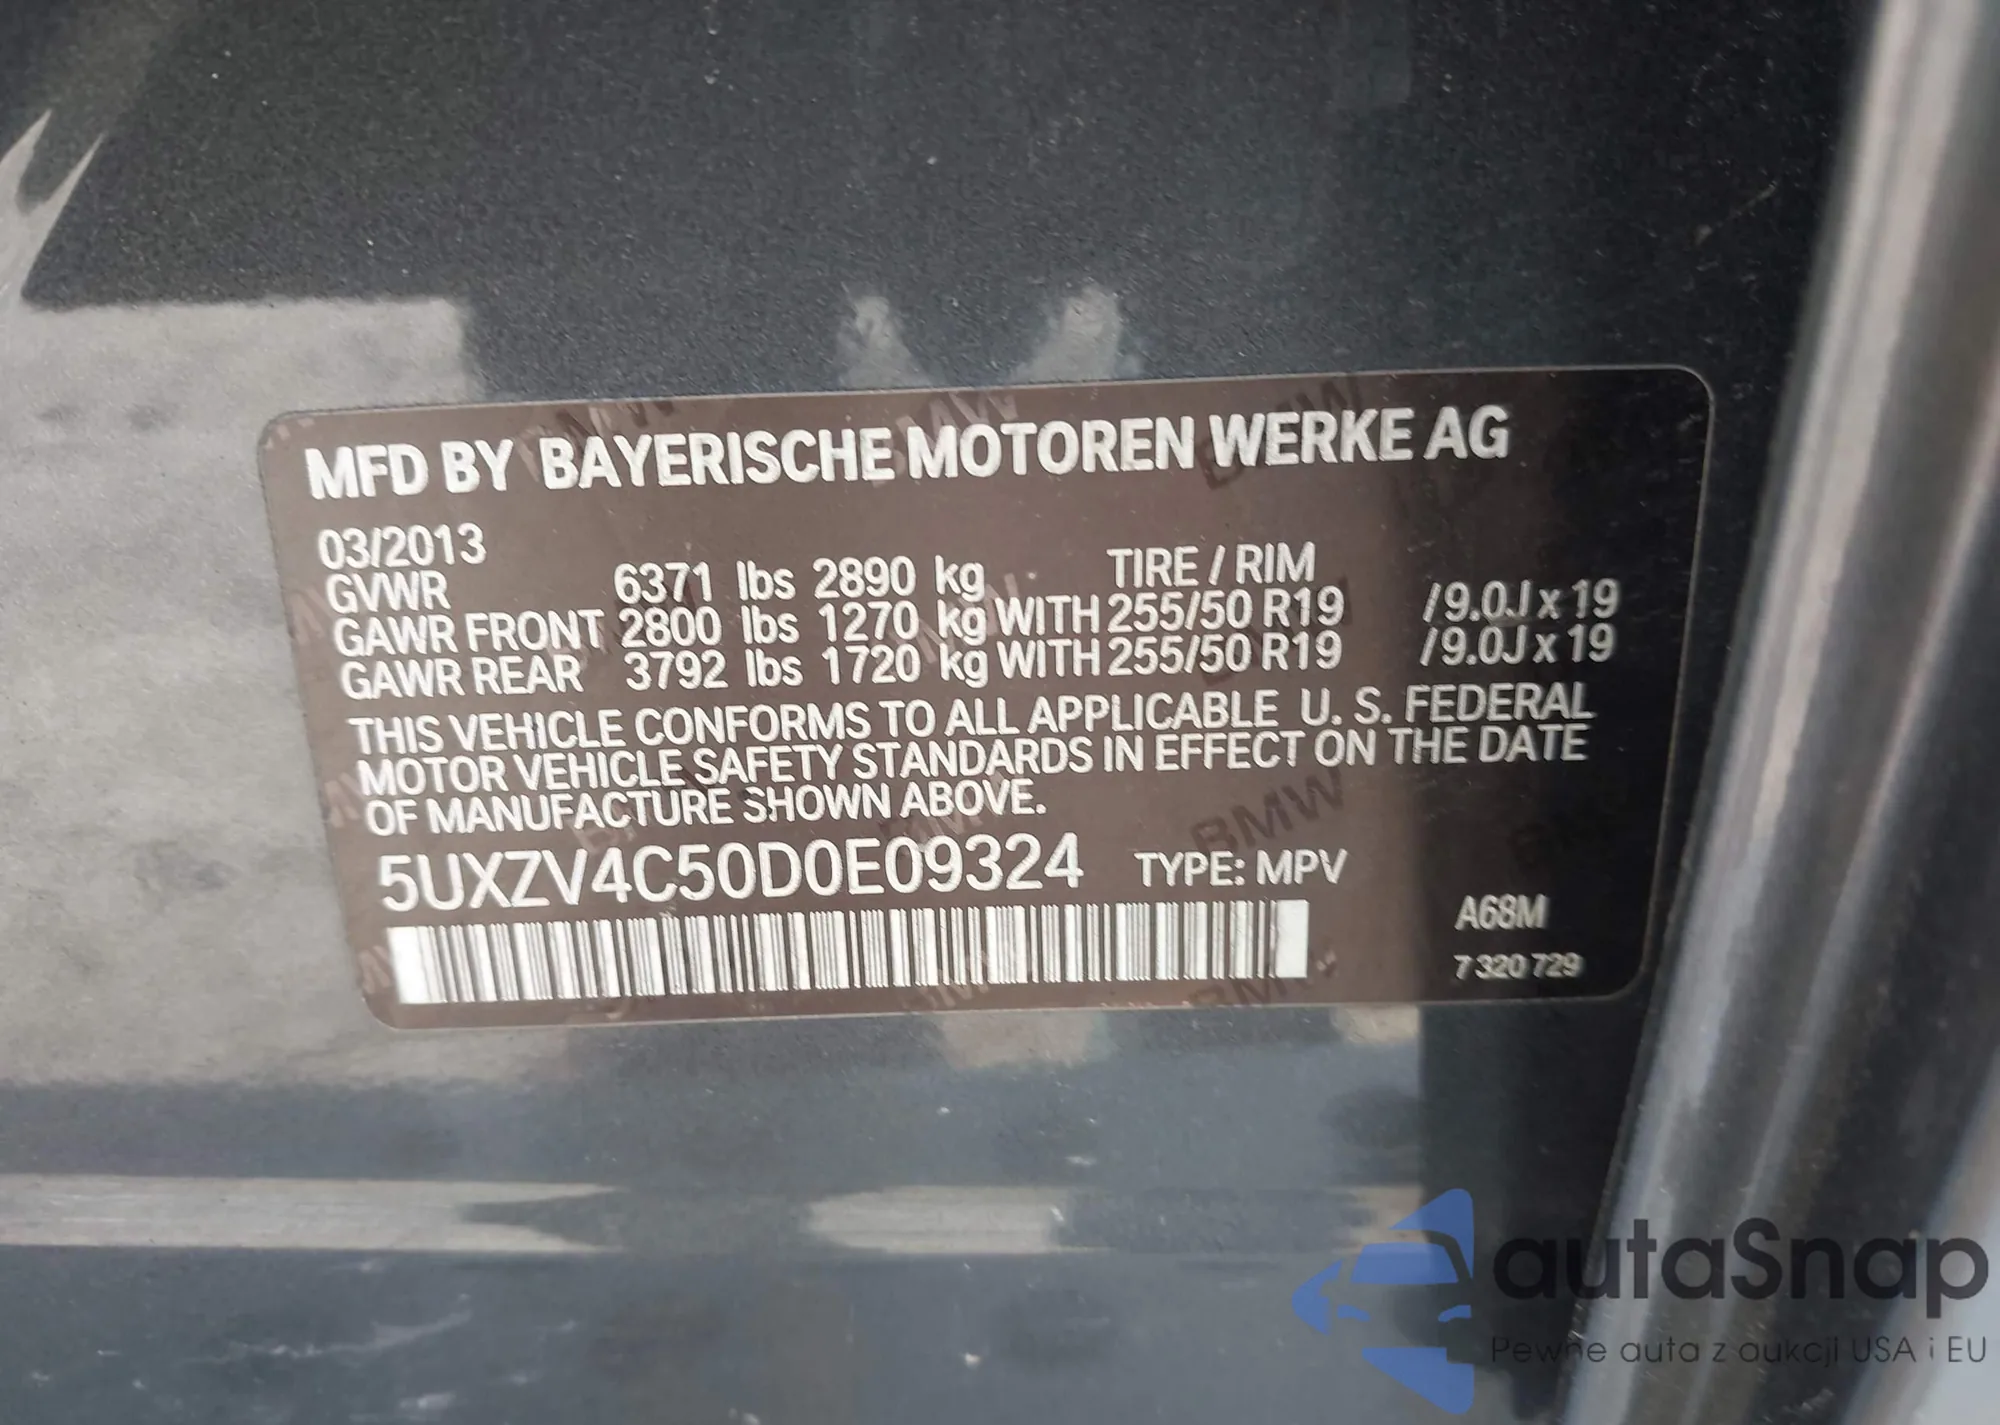 MFD BY BAYERISCHE MOTOREN WERKE AG
03/2013 TIRE / RIM
GVWR 6371 lbs 2890 kg
GAWR FRONT 2800 lbs 1270 kg WITH 255/50 R19 /9.0J x 19
GAWR REAR 3792 lbs 1720 kg WITH 255/50 R19 /9.0J x 19
THIS VEHICLE CONFORMS TO ALL APPLICABLE U. S. FEDERAL
MOTOR VEHICLE SAFETY STANDARDS IN EFFECT ON THE DATE
OF MANUFACTURE SHOWN ABOVE.
5UXZV4C50D0E09324 TYPE: MPV
A68M
7 320 729
autaSnap
Pewne auta z aukcji USA i EU